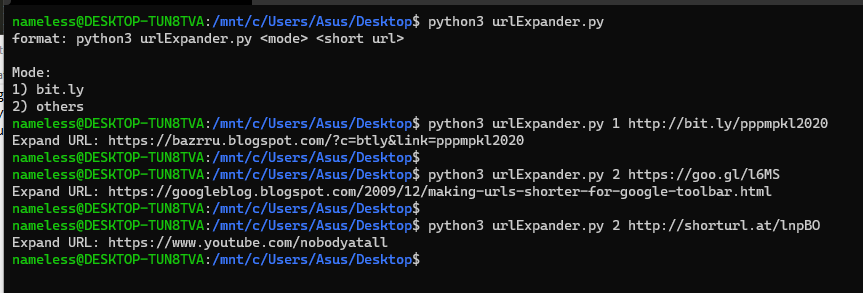 nameless@DESKTOP-TUN8TVA:/mnt/c/Users/Asus/Desktop$ python3 urlExpander.py
format: python3 urlExpander.py <mode> <short url>
Mode:
1) bit.ly
2) others
nameless@DESKTOP-TUN8TVA:/mnt/c/Users/Asus/Desktop$ python3 urlExpander.py 1 http://bit.ly/pppmpkl2020
Expand URL: https://bazrru.blogspot.com/?c=btly&link=pppmpkl2020
nameless@DESKTOP-TUN8TVA:/mnt/c/Users/Asus/Desktop$
nameless@DESKTOP-TUN8TVA:/mnt/c/Users/Asus/Desktop$ python3 urlExpander.py 2 https://goo.gl/l6MS
Expand URL: https://googleblog.blogspot.com/2009/12/making-urls-shorter-for-google-toolbar.html
nameless@DESKTOP-TUN8TVA:/mnt/c/Users/Asus/Desktop$
nameless@DESKTOP-TUN8TVA:/mnt/c/Users/Asus/Desktop$ python3 urlExpander.py 2 http://shorturl.at/lnpBO
Expand URL: https://www.youtube.com/nobodyatall
nameless@DESKTOP-TUN8TVA:/mnt/c/Users/Asus/Desktop$